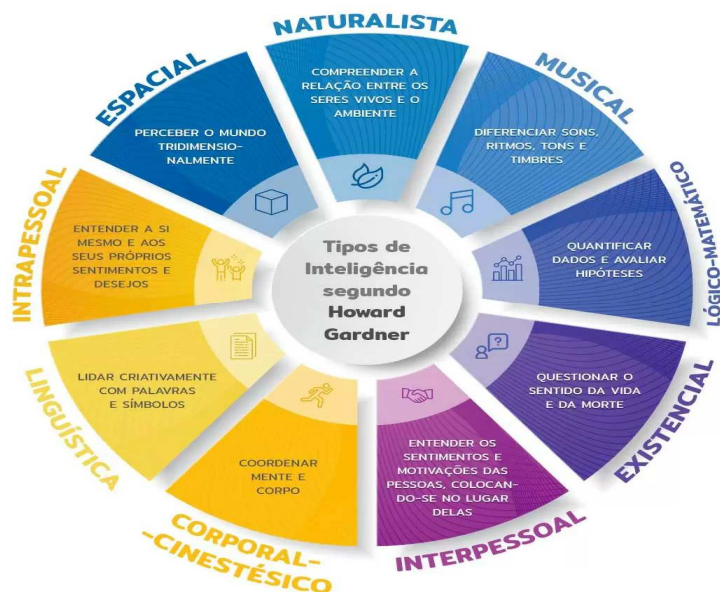 NATURALISTA
COMPREENDER A
RELAÇÃO ENTRE OS
SERES VIVOS E O
AMBIENTE
MUSICAL
DIFERENCIAR SONS,
RITMOS, TONS E
TIMBRES
LÓGICO-MATEMÁTICO
QUANTIFICAR
DADOS E AVALIAR
HIPÓTESES
EXISTENCIAL
QUESTIONAR O
SENTIDO DA VIDA
E DA MORTE
INTERPESSOAL
ENTENDER OS
SENTIMENTOS E
MOTIVAÇÕES DAS
PESSOAS, COLOCAN-
DO-SE NO LUGAR
DELAS
CORPORAL-
-CINESTÉSICO
COORDENAR
MENTE E
CORPO
LINGUÍSTICA
LIDAR CRIATIVAMENTE
COM PALAVRAS
E SÍMBOLOS
INTRAPESSOAL
ENTENDER A SI
MESMO E AOS
SEUS PRÓPRIOS
SENTIMENTOS E
DESEJOS
ESPACIAL
PERCEBER O MUNDO
TRIDIMENSIO-
NALMENTE
Tipos de
Inteligência
segundo
Howard
Gardner
?